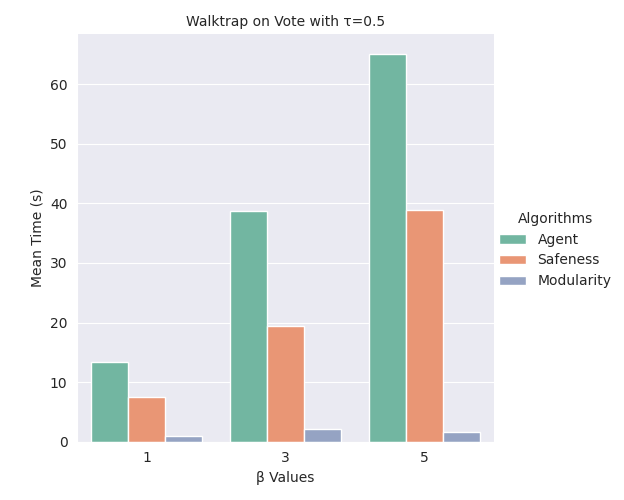 Walktrap on Vote with τ=0.5
60
50
40
30
20
10
0
Mean Time (s)
1 3 5
β Values
Algorithms
Agent
Safeness
Modularity